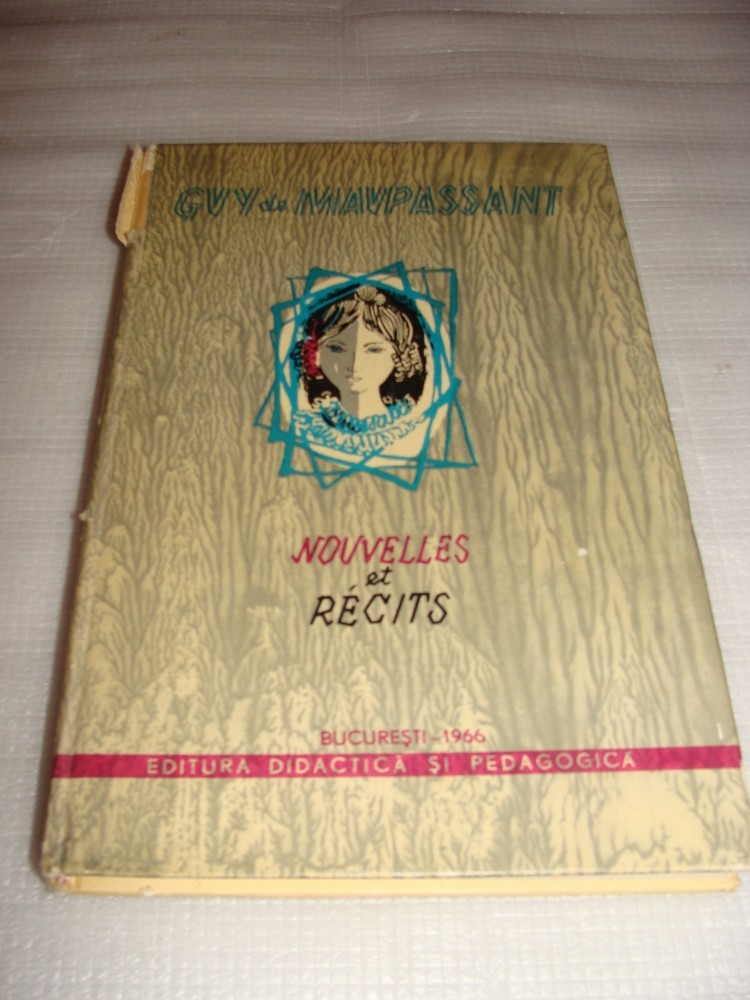 GUY de MAUPASSANT
NOUVELLES
et
RÉCITS
BUCUREȘTI - 1966
EDITURA DIDACTICĂ ȘI PEDAGOGICĂ